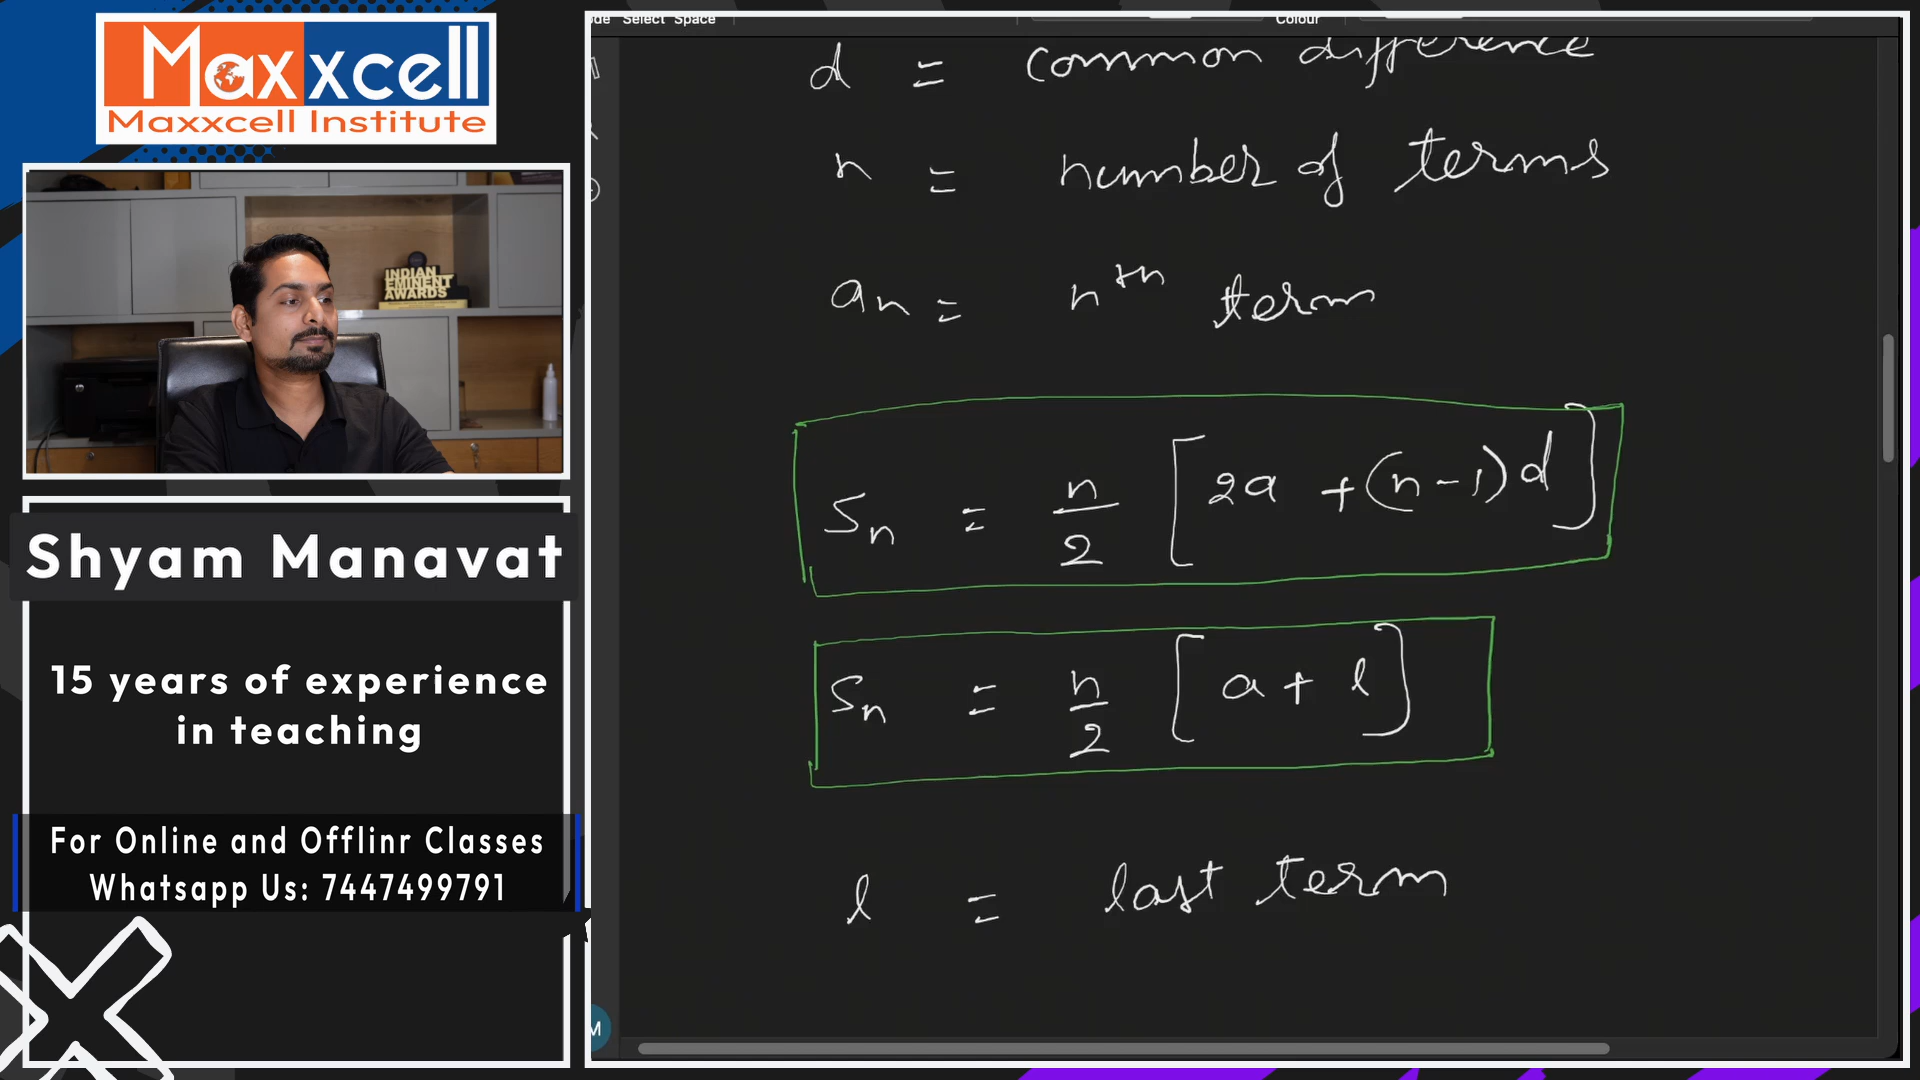 Maxxcell
Maxxcell Institute
INDIAN
EMINENT
AWARDS
Shyam Manavat
15 years of experience
in teaching
For Online and Offlinr Classes
Whatsapp Us: 7447499791
Select Space
Colour
d = common difference
n = number of terms
an = nth term
Sn = n/2 [2a + (n-1)d]
Sn = n/2 [a + l]
l = last term
M